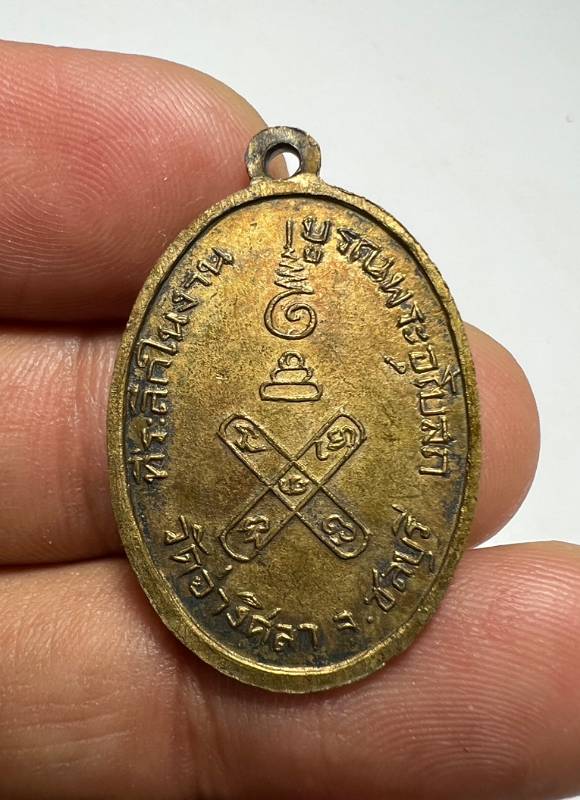 ที่ระลึกในงาน
บูรณพระอุโบสถ
วัดอ่างศิลา จ.ชลบุรี